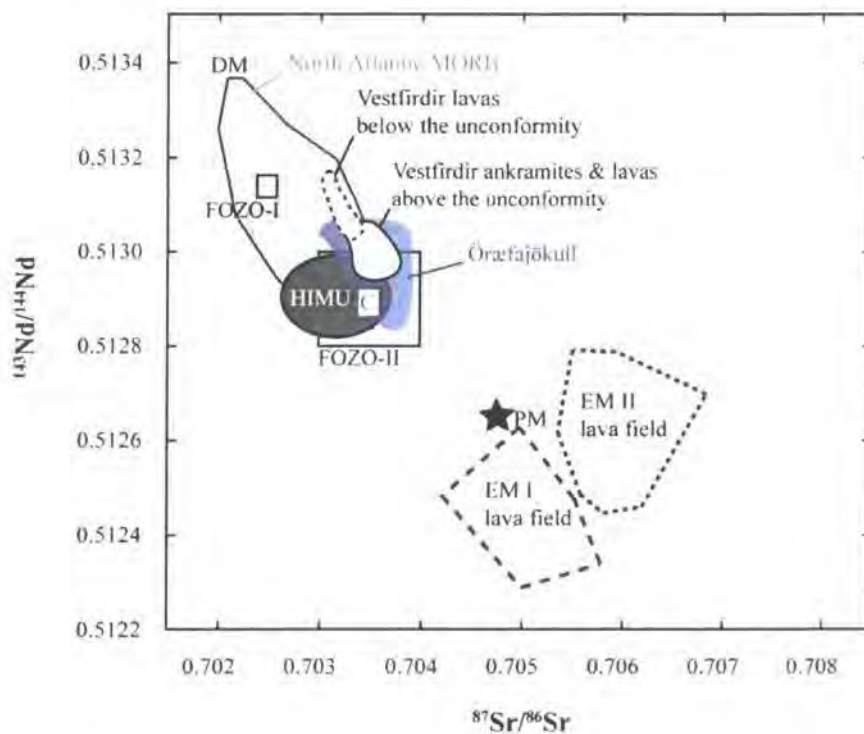 0.5134
0.5132
0.5130
0.5128
0.5126
0.5124
0.5122
¹⁴³Nd/¹⁴⁴Nd
DM
North Atlantic MORB
Vestfirdir lavas
below the unconformity
Vestfirdir ankramites & lavas
above the unconformity
FOZO-I
Öræfajökull
HIMU
C
FOZO-II
PM
EM II
lava field
EM I
lava field
0.702 0.703 0.704 0.705 0.706 0.707 0.708
⁸⁷Sr/⁸⁶Sr